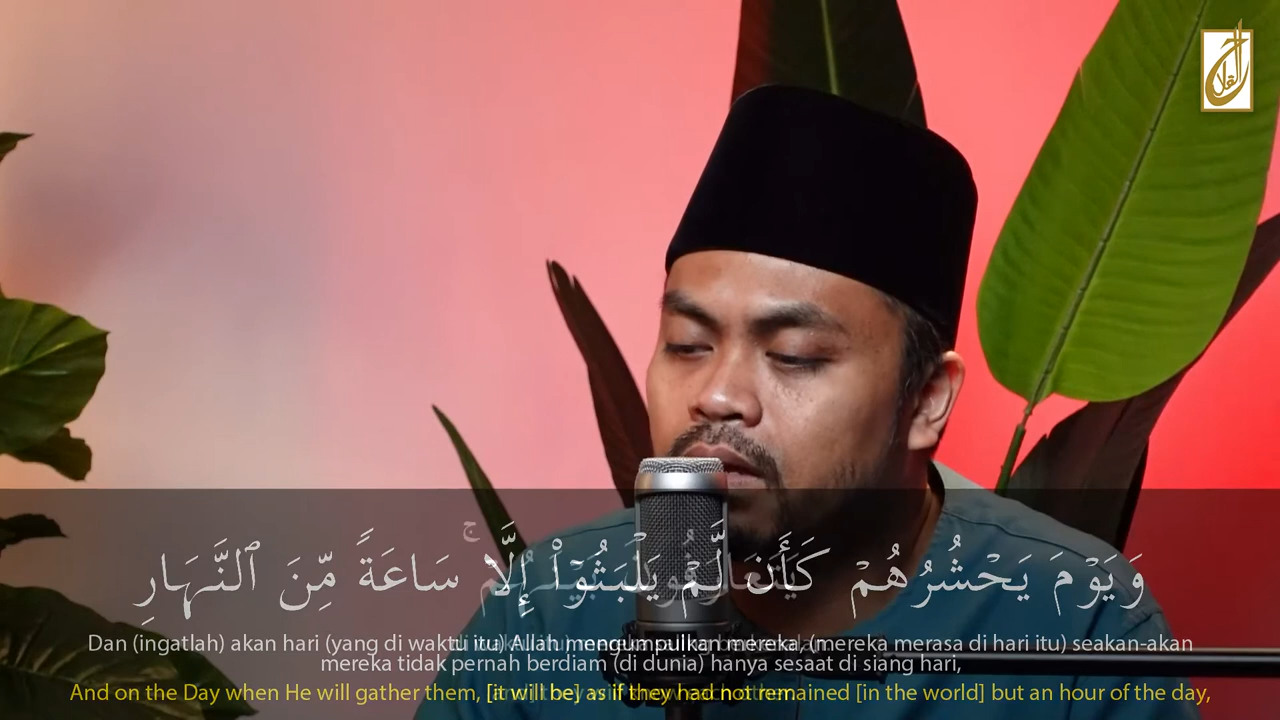 وَيَوْمَ يَحْشُرُهُمْ كَأَن لَّمْ يَلْبَثُوٓا۟ إِلَّا سَاعَةً مِّنَ ٱلنَّهَارِ
Dan (ingatlah) akan hari (yang di waktu itu) Allah mengumpulkan mereka, (mereka merasa di hari itu) seakan-akan
mereka tidak pernah berdiam (di dunia) hanya sesaat di siang hari,
And on the Day when He will gather them, [it will be] as if they had not remained [in the world] but an hour of the day,